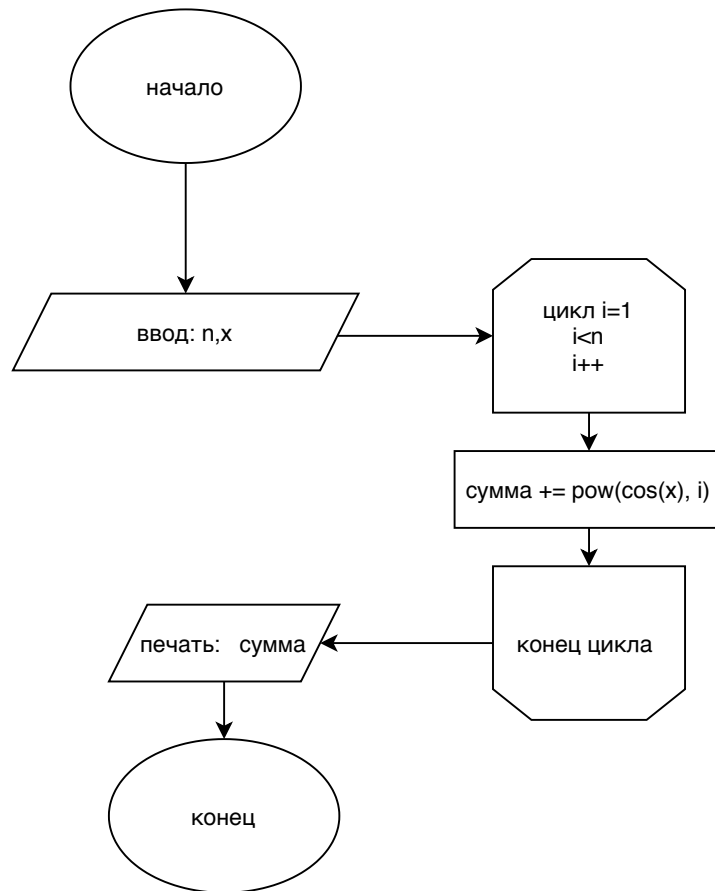 начало
ввод: n,x
цикл i=1
i<n
i++
сумма += pow(cos(x), i)
конец цикла
печать: сумма
конец